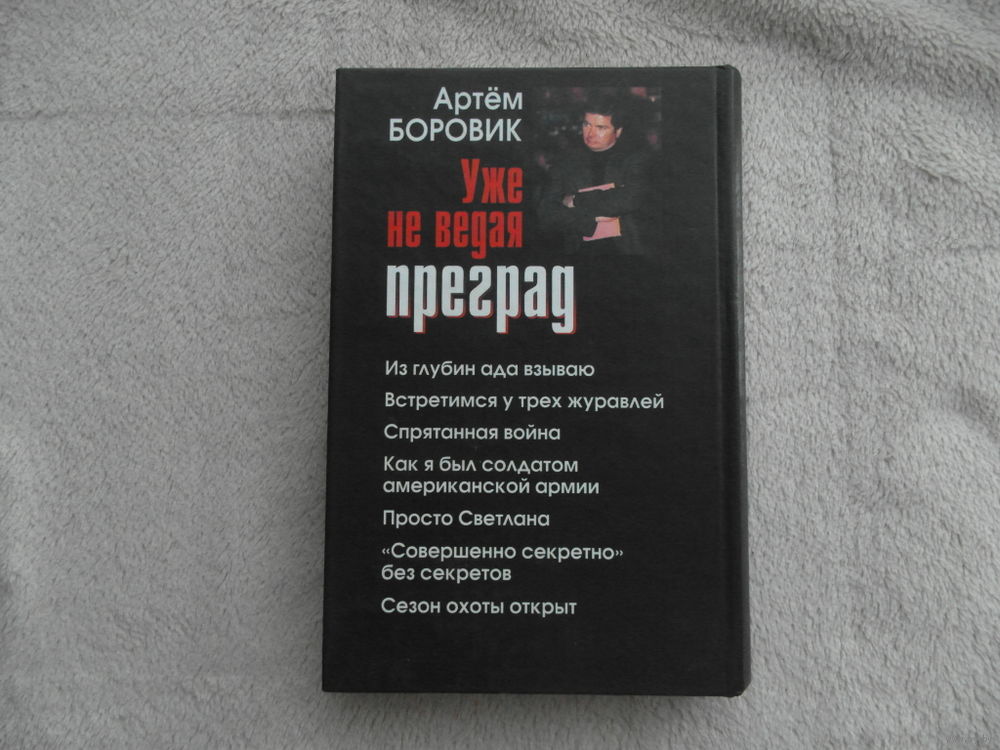 Артём
БОРОВИК
Уже
не ведая
преград
Из глубин ада взываю
Встретимся у трех журавлей
Спрятанная война
Как я был солдатом
американской армии
Просто Светлана
«Совершенно секретно»
без секретов
Сезон охоты открыт